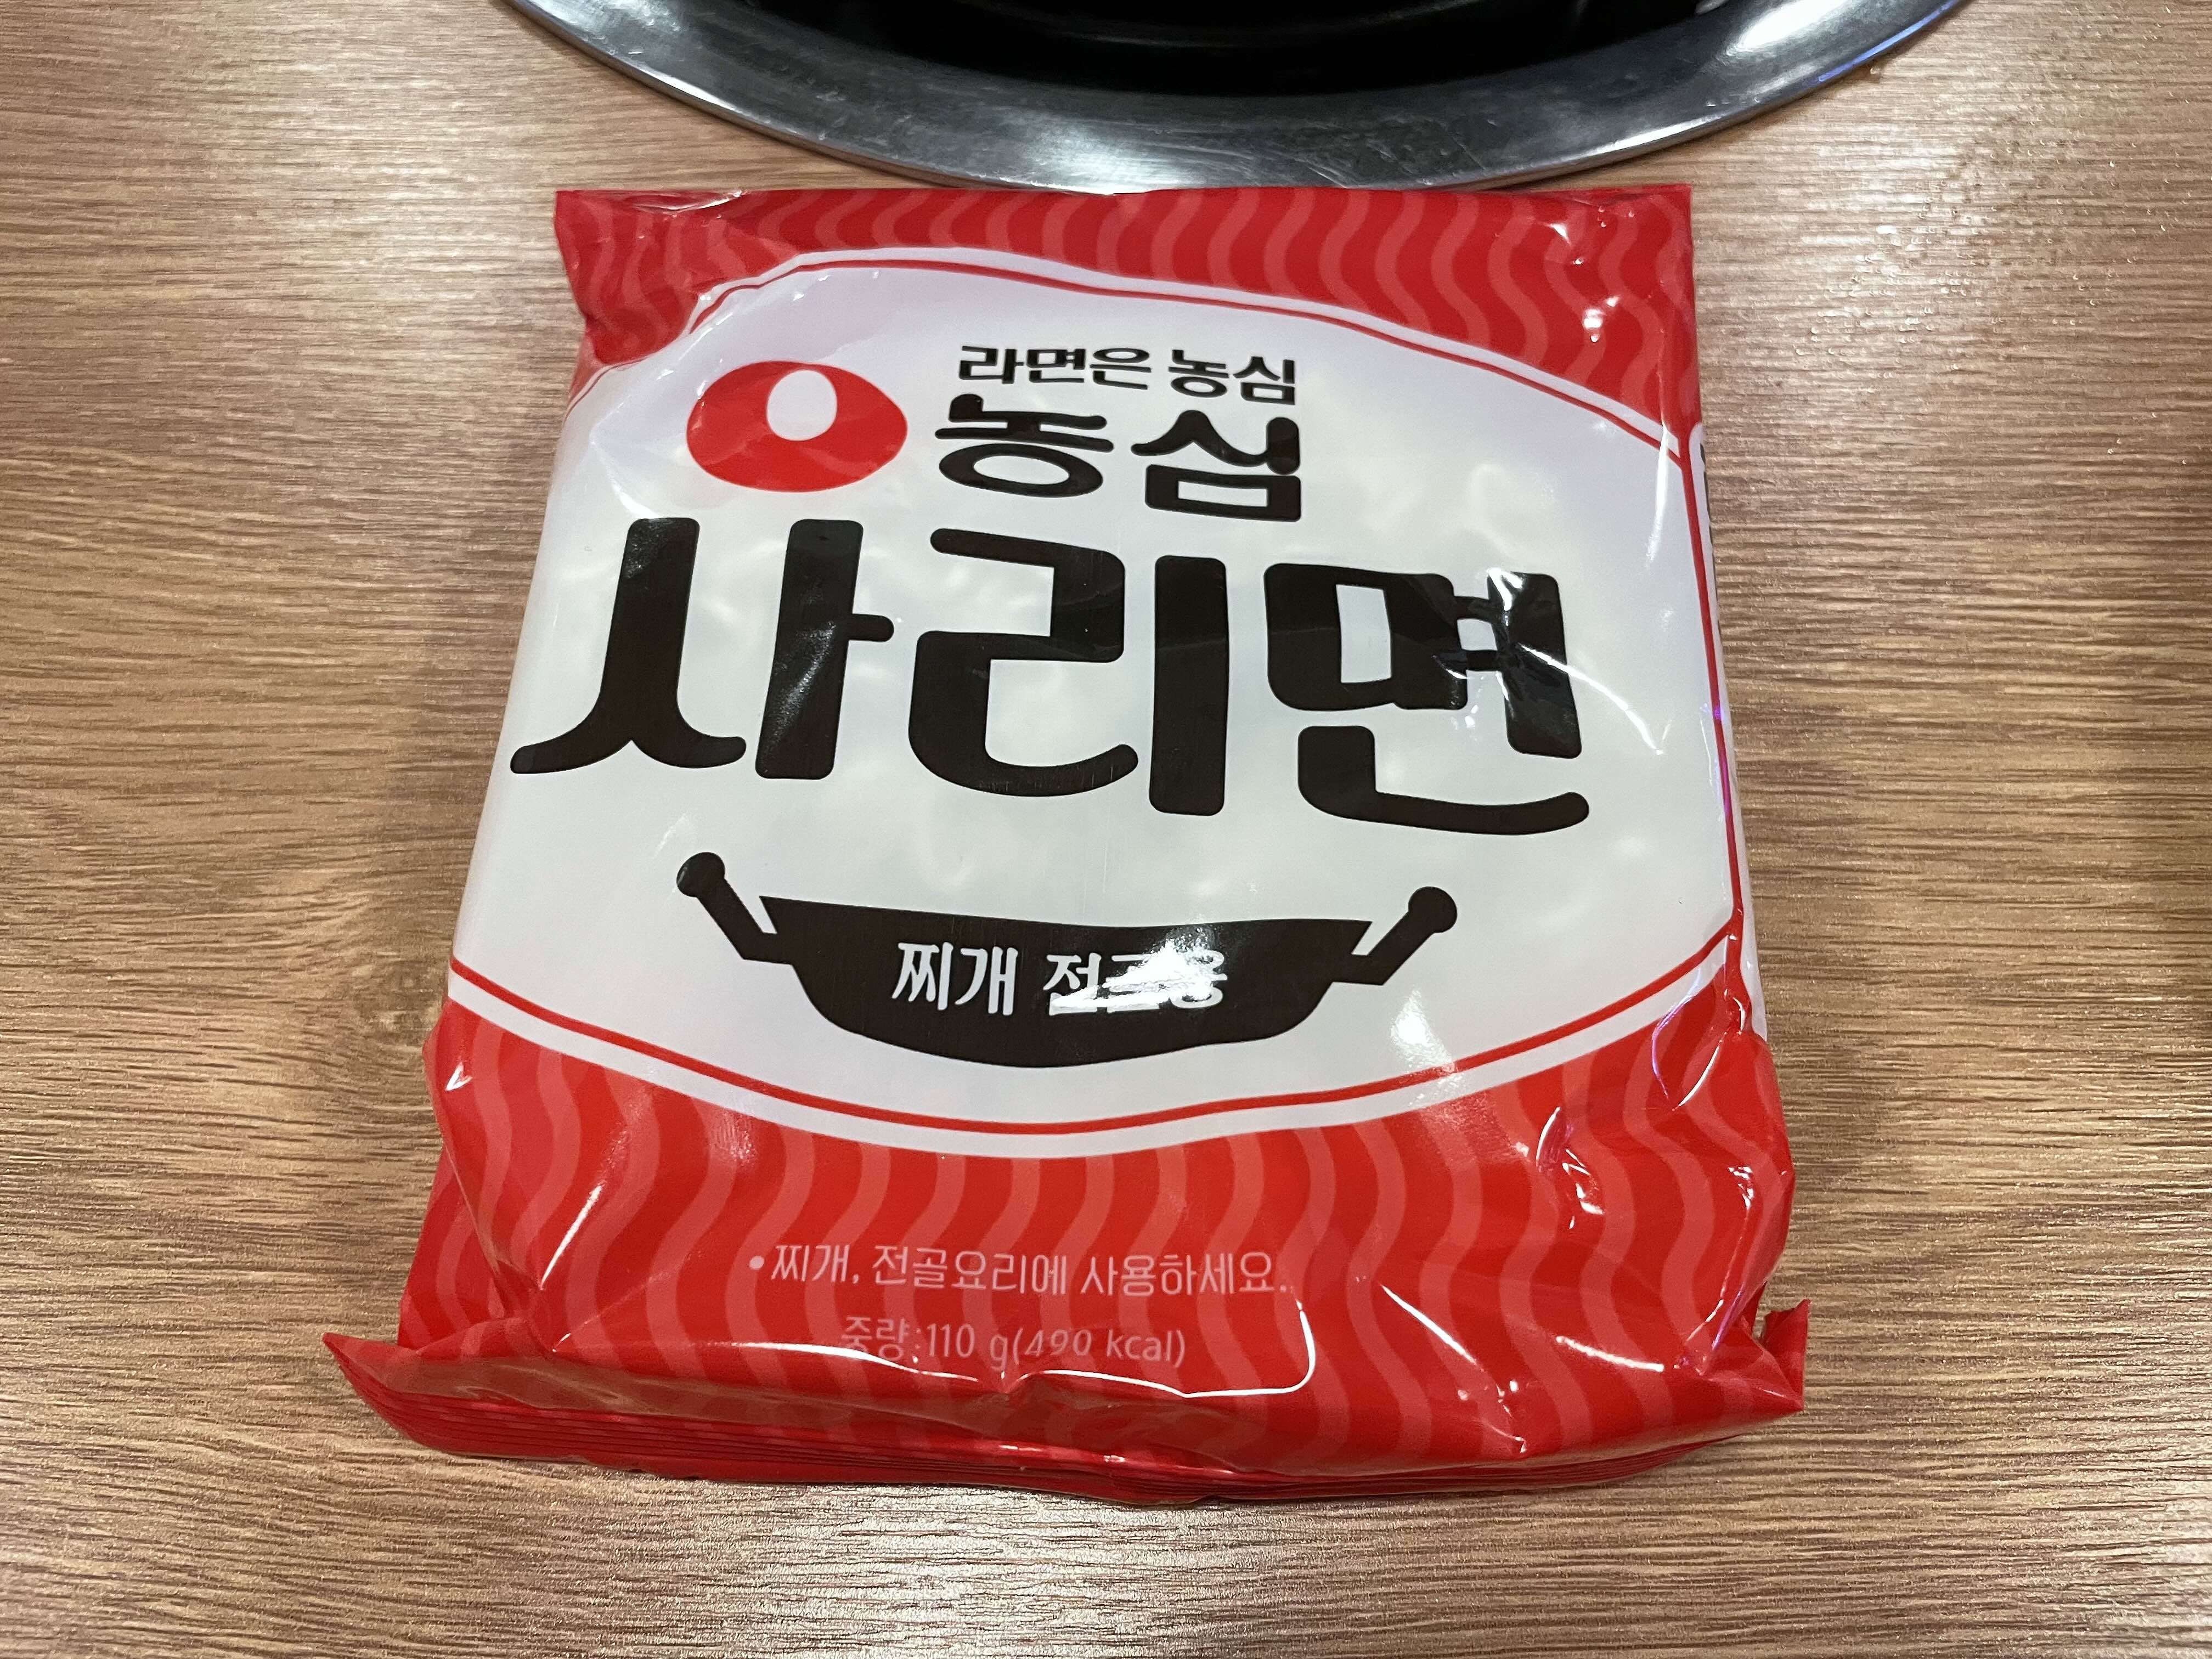 라면은 농심
농심
사리면
찌개 전골용
•찌개, 전골요리에 사용하세요.
중량:110 g(490 kcal)